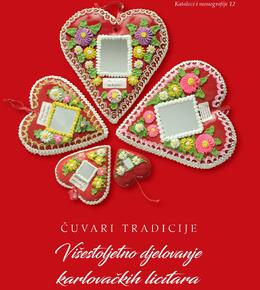 Katalozi i monografije 12
ČUVARI TRADICIJE
Višestoljetno djelovanje
karlovačkih licitara